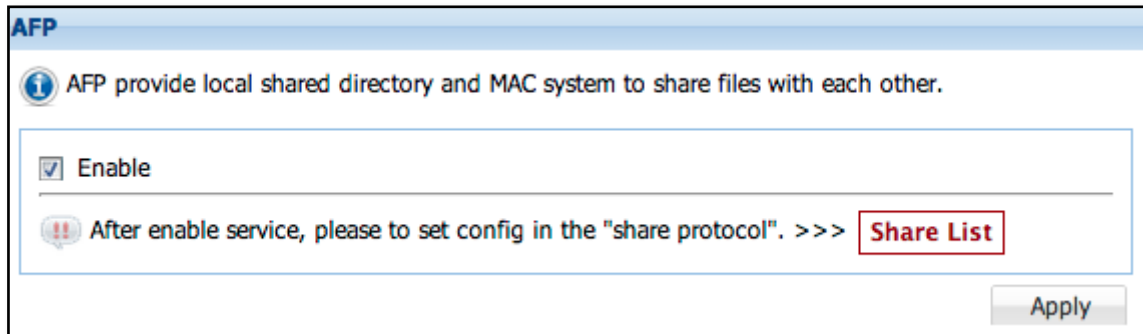 AFP
AFP provide local shared directory and MAC system to share files with each other.
Enable
After enable service, please to set config in the "share protocol". >>> Share List
Apply